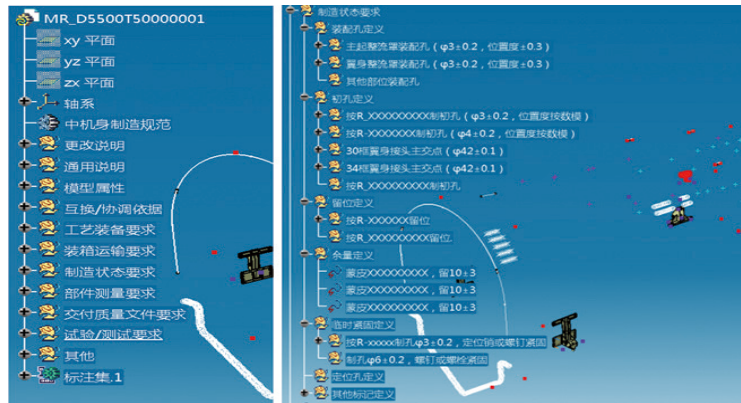 MR_D5500T50000001
xy 平面
yz 平面
zx 平面
轴系
中机身制造规范
更改说明
通用说明
模型属性
互换/协调依据
工艺装备要求
装箱运输要求
制造状态要求
部件测量要求
交付质量文件要求
试验/测试要求
其他
标注集.1
制造状态要求
装配孔定义
主起整流罩装配孔（φ3±0.2，位置度±0.3）
翼身整流罩装配孔（φ3±0.2，位置度±0.3）
其他部位装配孔
初孔定义
按R_XXXXXXXXX制初孔（φ3±0.2，位置度按数模）
按R-XXXXXXX制初孔（φ4±0.2，位置度按数模）
30框翼身接头主交点（φ42±0.1）
34框翼身接头主交点（φ42±0.1）
按R_XXXXXXXXX制初孔
留位定义
按R-XXXXXX留位
按R_XXXXXXXXX留位.
余量定义
蒙皮XXXXXXXXX，留10±3
蒙皮XXXXXXXXX，留10±3
蒙皮XXXXXXXXX，留10±3
临时紧固定义
按R-xxxxx制孔φ3±0.2，定位销或螺钉紧固
制孔φ6±0.2，螺钉或螺栓紧固
定位孔定义
其他标记定义